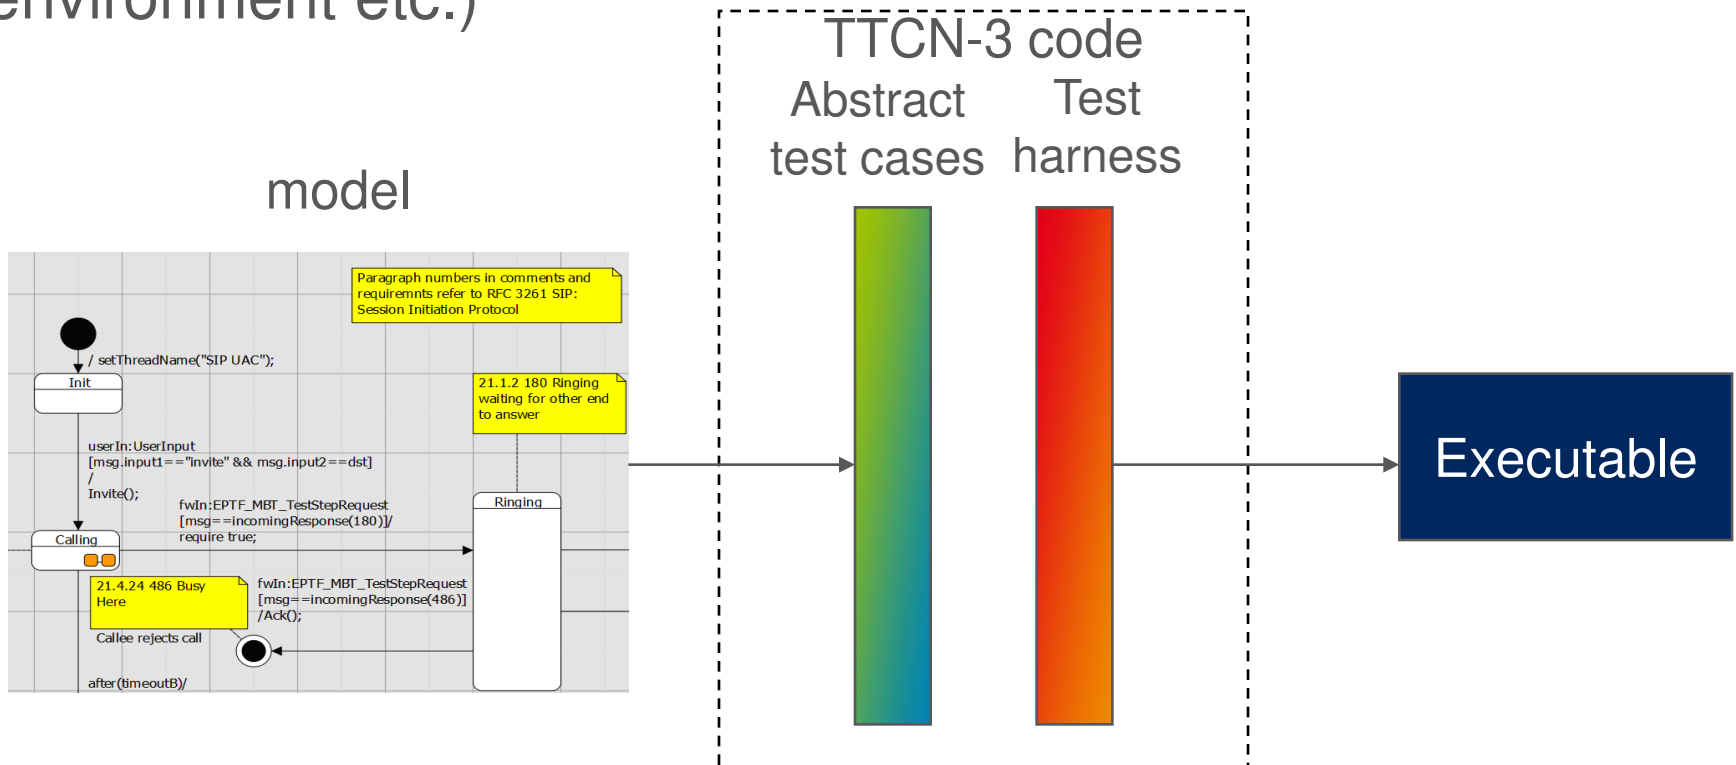 environment etc.)
TTCN-3 code
Abstract
test cases
Test
harness
model
Paragraph numbers in comments and
requiremnts refer to RFC 3261 SIP:
Session Initiation Protocol
/ setThreadName("SIP UAC");
Init
21.1.2 180 Ringing
waiting for other end
to answer
userIn:UserInput
[msg.input1=="invite" && msg.input2==dst]
/
Invite();
fwIn:EPTF_MBT_TestStepRequest
[msg==incomingResponse(180)]/
require true;
Ringing
Calling
21.4.24 486 Busy
Here
fwIn:EPTF_MBT_TestStepRequest
[msg==incomingResponse(486)]
/Ack();
Callee rejects call
after(timeoutB)/
Executable